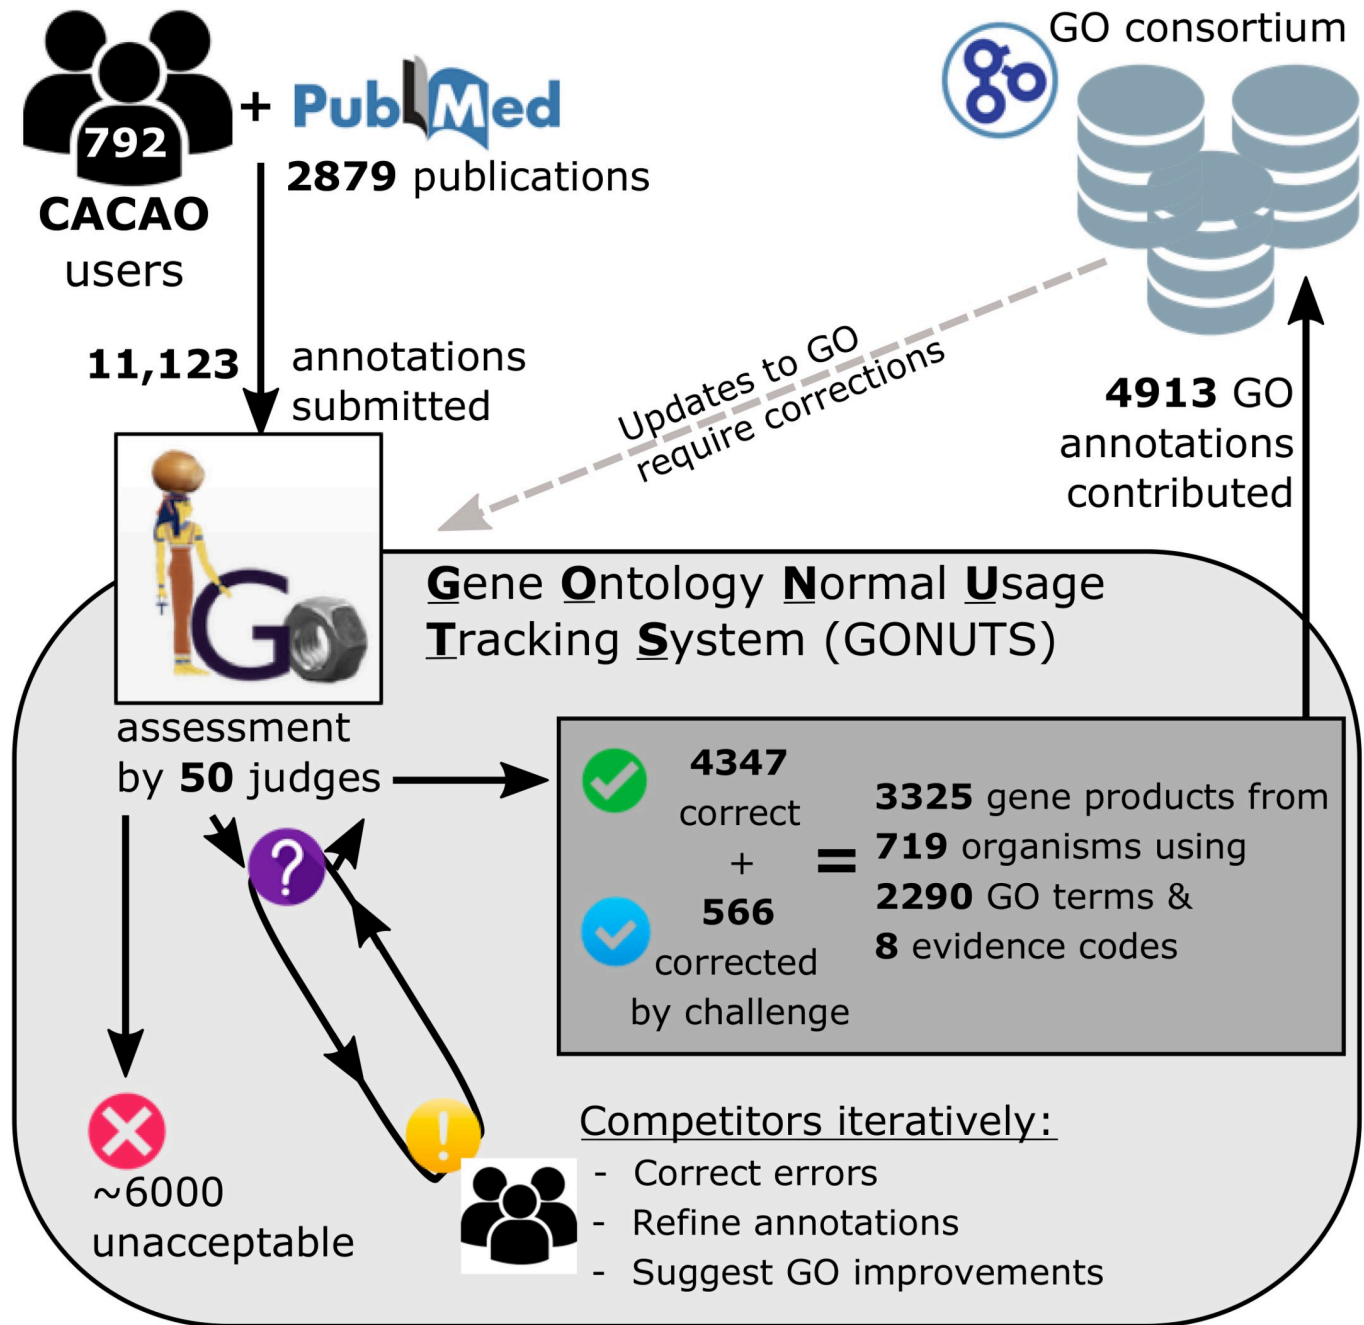 792
CACAO
users
+
PubMed
2879 publications
GO consortium
11,123
annotations
submitted
Updates to GO
require corrections
4913 GO
annotations
contributed
G
Gene Ontology Normal Usage
Tracking System (GONUTS)
assessment
by 50 judges
?
4347
correct
+
566
corrected
by challenge
=
3325 gene products from
719 organisms using
2290 GO terms &
8 evidence codes
!
~6000
unacceptable
Competitors iteratively:
- Correct errors
- Refine annotations
- Suggest GO improvements